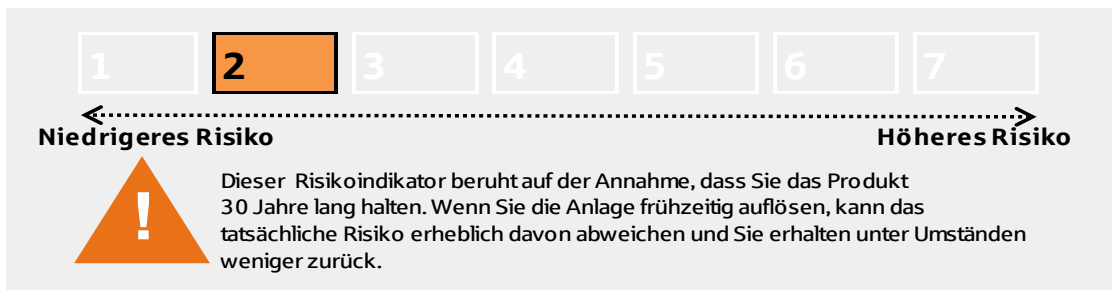 1 2 3 4 5 6 7
Niedrigeres Risiko Höheres Risiko
!
Dieser Risikoindikator beruht auf der Annahme, dass Sie das Produkt
30 Jahre lang halten. Wenn Sie die Anlage frühzeitig auflösen, kann das
tatsächliche Risiko erheblich davon abweichen und Sie erhalten unter Umständen
weniger zurück.